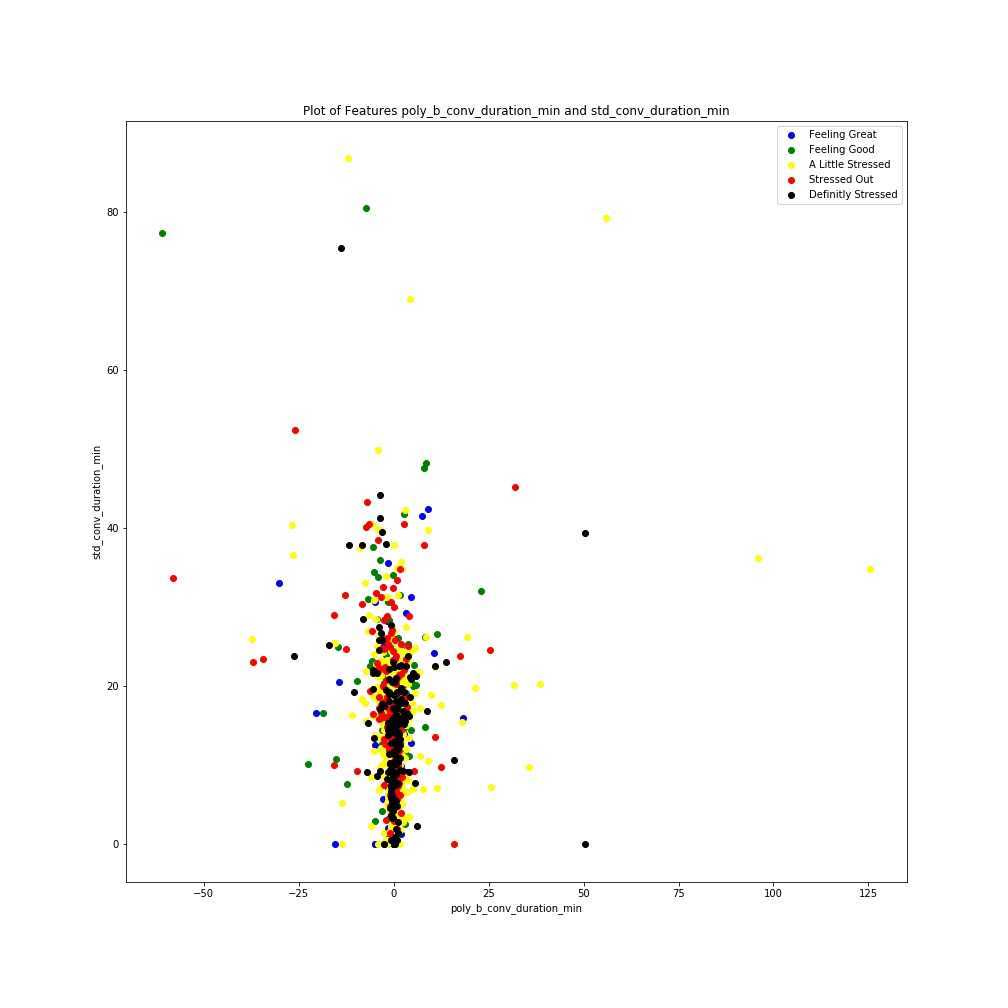 Plot of Features poly_b_conv_duration_min and std_conv_duration_min
Feeling Great
Feeling Good
A Little Stressed
Stressed Out
Definitly Stressed
80
60
40
20
0
std_conv_duration_min
−50
−25
0
25
50
75
100
125
poly_b_conv_duration_min